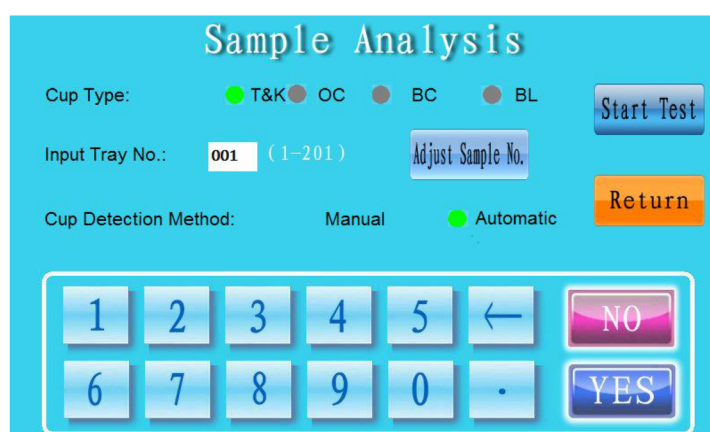 Sample Analysis
Cup Type: T&K OC BC BL
Start Test
Input Tray No.: 001 (1-201) Adjust Sample No.
Return
Cup Detection Method: Manual Automatic
1 2 3 4 5 ← NO
6 7 8 9 0 · YES